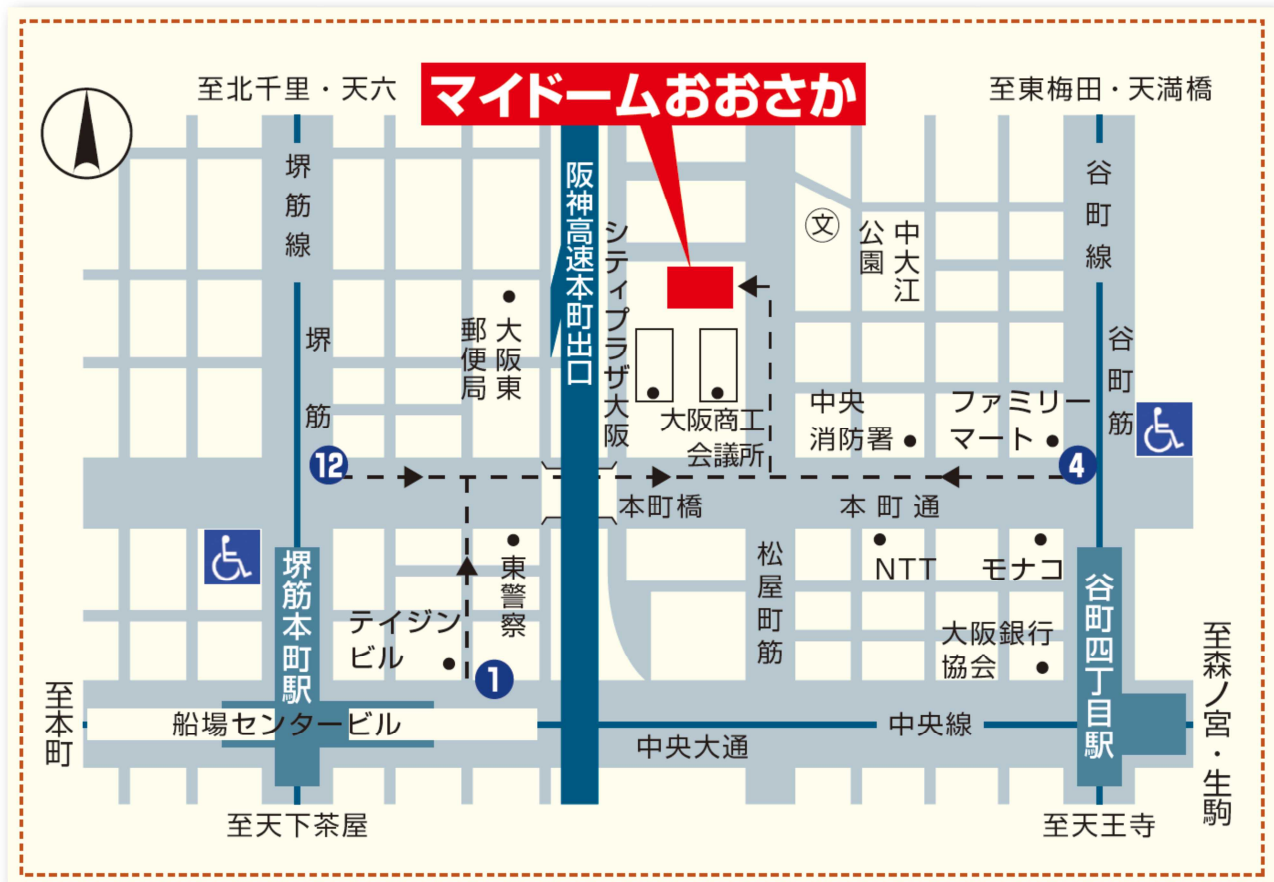 マイドームおおさか
至北千里・天六
至東梅田・天満橋
堺筋線
阪神高速本町出口
シティプラザ大阪
文
中大江
公園
谷町線
大阪東
郵便局
堺筋
谷町筋
大阪商工
会議所
中央
消防署
ファミリー
マート
12
4
本町橋
本町通
堺筋本町駅
東警察
松屋町筋
NTT
モナコ
谷町四丁目駅
テイジン
ビル
1
大阪銀行
協会
至本町
船場センタービル
中央線
中央大通
至森ノ宮・生駒
至天下茶屋
至天王寺